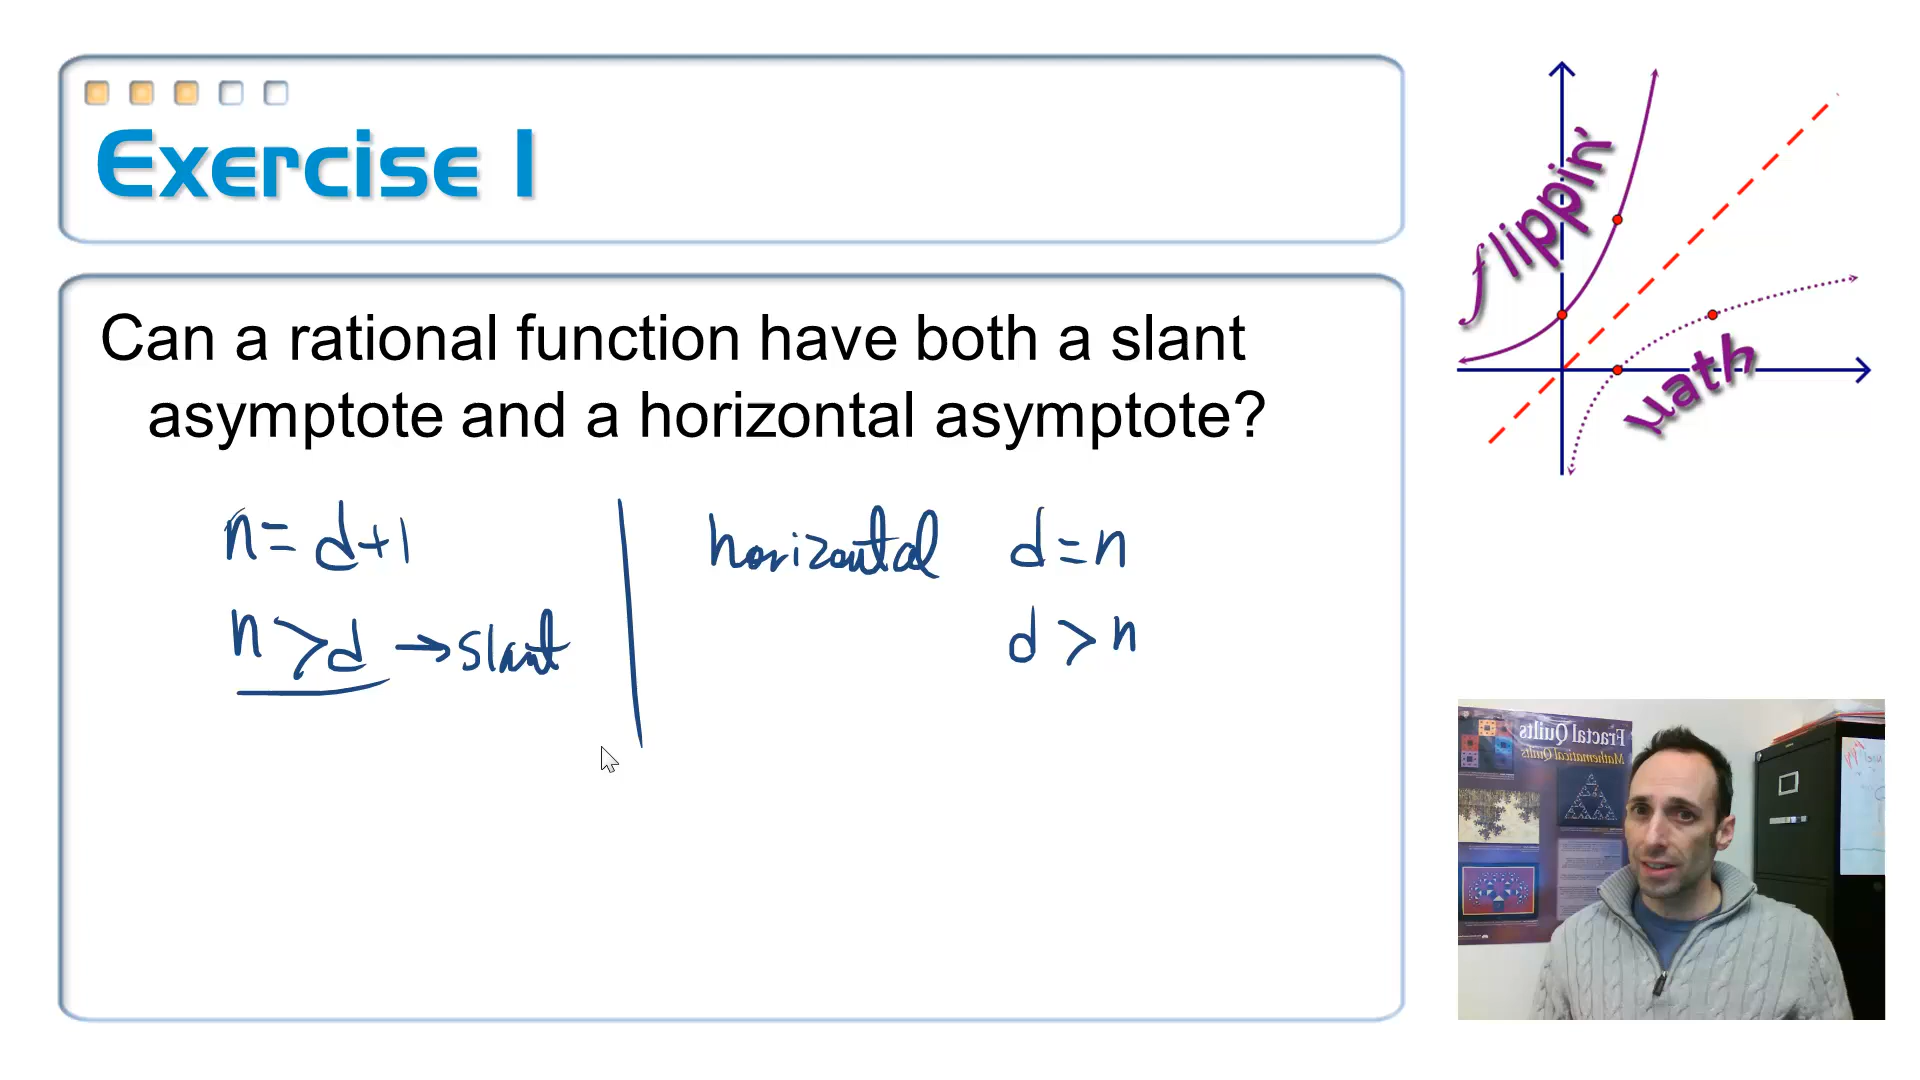 Exercise 1
Can a rational function have both a slant
asymptote and a horizontal asymptote?
n = d+1
n > d → slant
horizontal d = n
d > n
flippin'
math
Fractal Quilts
Mathematical Quilts